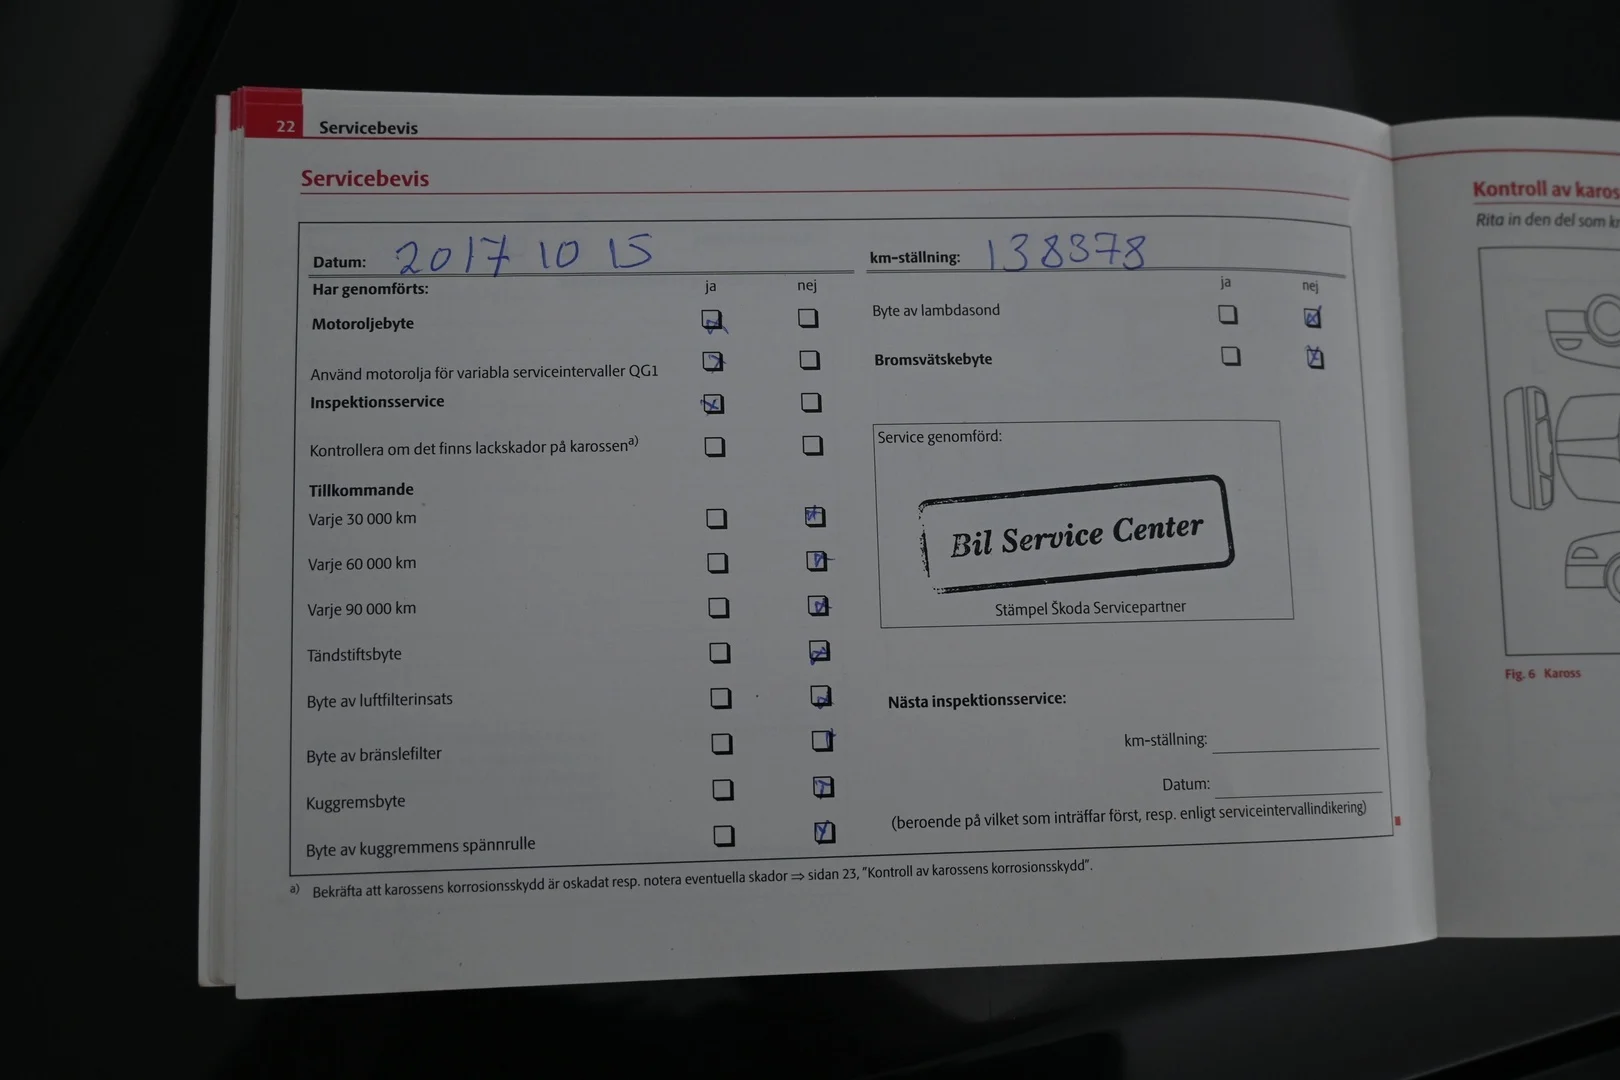 22 Servicebevis
Servicebevis
Datum: 2017 10 15
Har genomförts: ja nej
Motoroljebyte
Använd motorolja för variabla serviceintervaller QG1
Inspektionsservice
Kontrollera om det finns lackskador på karossen a)
Tillkommande
Varje 30 000 km
Varje 60 000 km
Varje 90 000 km
Tändstiftsbyte
Byte av luftfilterinsats
Byte av bränslefilter
Kuggremsbyte
Byte av kuggremmens spännrulle
km-ställning: 138378
ja nej
Byte av lambdasond
Bromsvätskebyte
Service genomförd:
Bil Service Center
Stämpel Škoda Servicepartner
Nästa inspektionsservice:
km-ställning:
Datum:
(beroende på vilket som inträffar först, resp. enligt serviceintervallindikering)
a) Bekräfta att karossens korrosionsskydd är oskadat resp. notera eventuella skador ⇒ sidan 23, "Kontroll av karossens korrosionsskydd".
Kontroll av karos
Rita in den del som
Fig. 6 Kaross